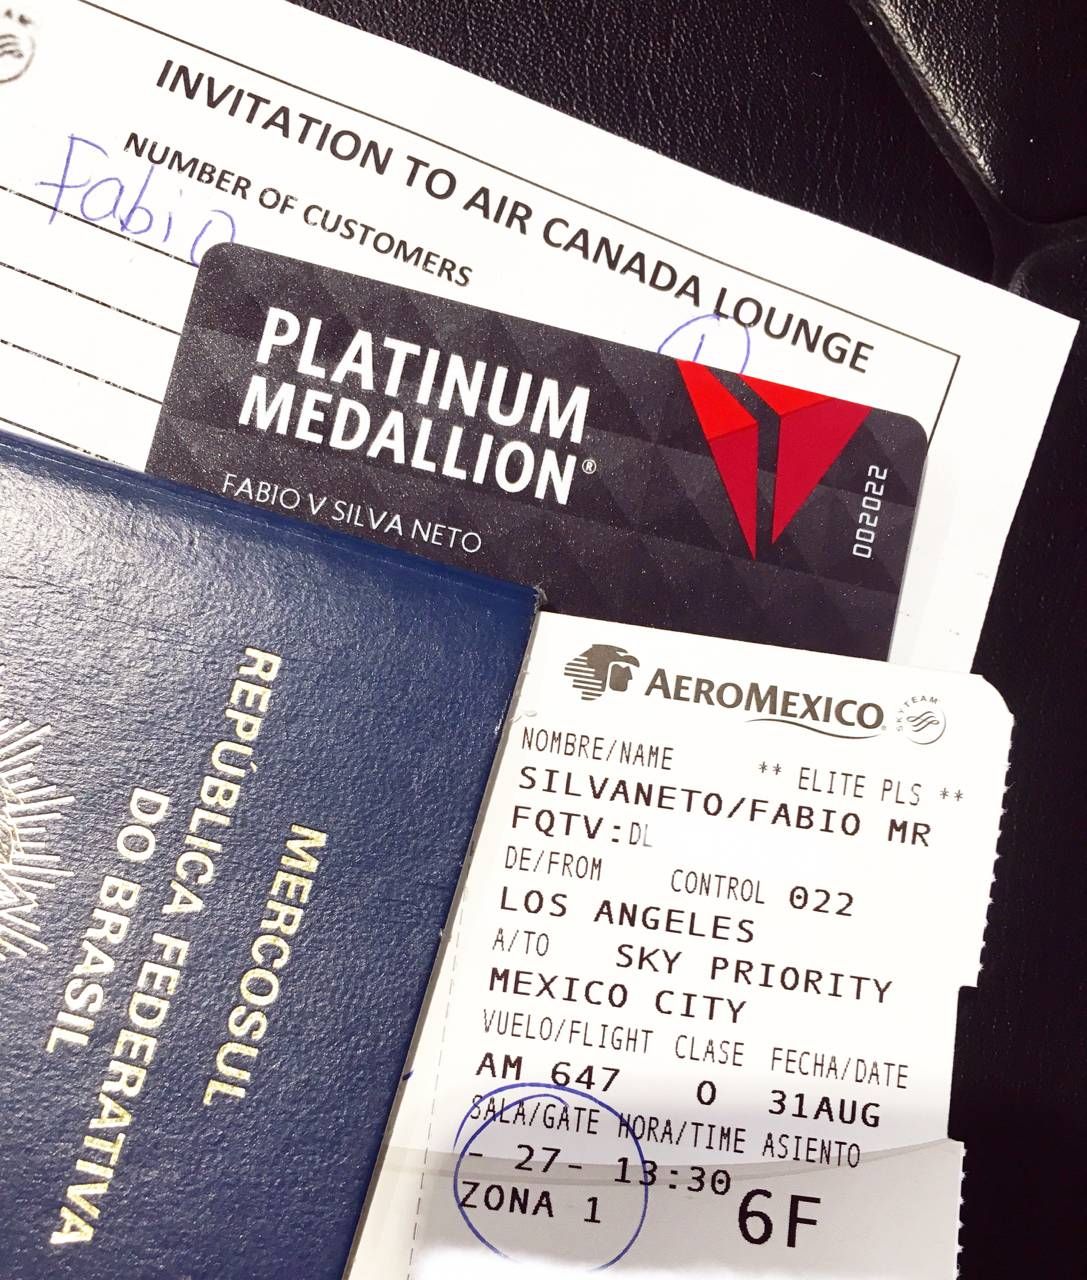 INVITATION TO AIR CANADA LOUNGE
NUMBER OF CUSTOMERS
Fabio
1
PLATINUM
MEDALLION®
FABIO V SILVA NETO
002022
MERCOSUL
REPÚBLICA FEDERATIVA
DO BRASIL
AEROMEXICO
SKYTEAM
NOMBRE/NAME ** ELITE PLS **
SILVANETO/FABIO MR
FQTV:DL
DE/FROM CONTROL 022
LOS ANGELES
A/TO SKY PRIORITY
MEXICO CITY
VUELO/FLIGHT CLASE FECHA/DATE
AM 647 O 31AUG
SALA/GATE HORA/TIME ASIENTO
- 27- 13:30 6F
ZONA 1